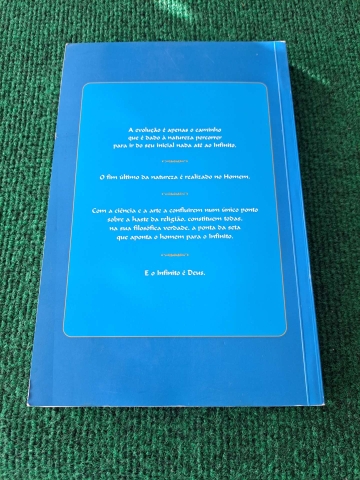 A evolução é apenas o caminho
que é dado à natureza percorrer
para ir do seu inicial nada até ao Infinito.
O fim último da natureza é realizado no Homem.
Com a ciência e a arte a confluírem num único ponto
sobre a haste da religião, constituem todas,
na sua filosófica verdade, a ponta da seta
que aponta o homem para o Infinito.
E o Infinito é Deus.